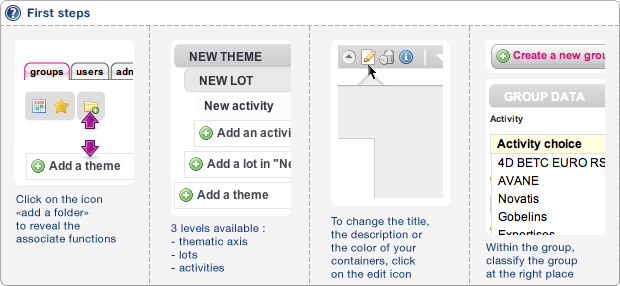 First steps
groups users adm
Add a theme
Click on the icon
«add a folder»
to reveal the
associate functions
NEW THEME
NEW LOT
New activity
Add an activi
Add a lot in "Ne
Add a theme
3 levels available :
- thematic axis
- lots
- activities
To change the title,
the description or
the color of your
containers, click
on the edit icon
Create a new grou
GROUP DATA
Activity
Activity choice
4D BETC EURO RS
AVANE
Novatis
Gobelins
Expertises
Within the group,
classify the group
at the right place